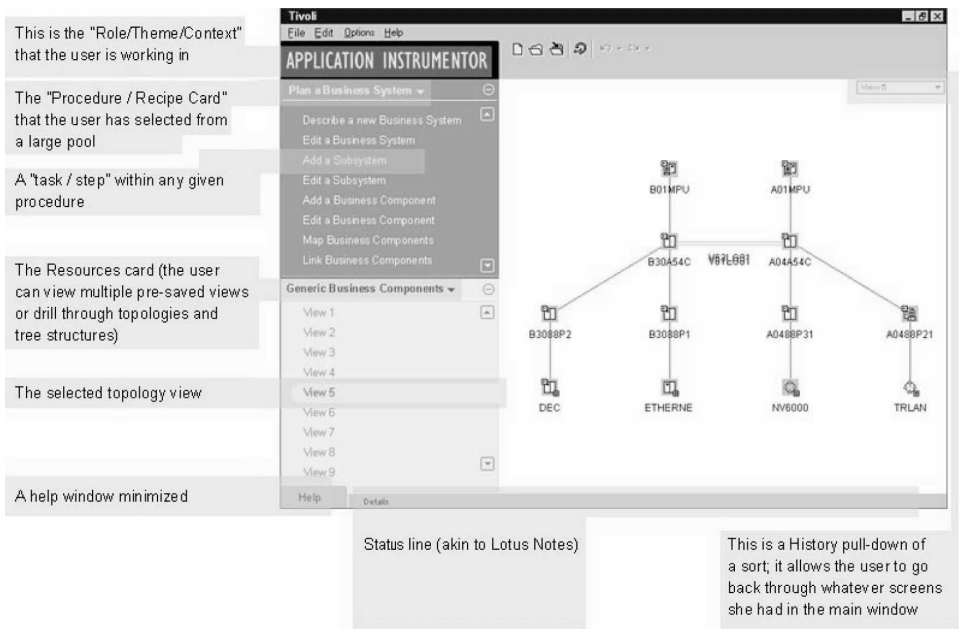 This is the "Role/Theme/Context"
that the user is working in
The "Procedure / Recipe Card"
that the user has selected from
a large pool
A "task / step" within any given
procedure
The Resources card (the user
can view multiple pre-saved views
or drill through topologies and
tree structures)
The selected topology view
A help window minimized
Tivoli
File Edit Options Help
APPLICATION INSTRUMENTOR
Plan a Business System
Describe a new Business System
Edit a Business System
Add a Subsystem
Edit a Subsystem
Add a Business Component
Edit a Business Component
Map Business Components
Link Business Components
Generic Business Components
View 1
View 2
View 3
View 4
View 5
View 6
View 7
View 8
View 9
Help Details
View 5
B01MPU A01MPU
B30A54C A04A54C
B3088P2 B3088P1 A0488P31 A0488P21
DEC ETHERNE NV6000 TRLAN
Status line (akin to Lotus Notes)
This is a History pull-down of
a sort; it allows the user to go
back through whatever screens
she had in the main window